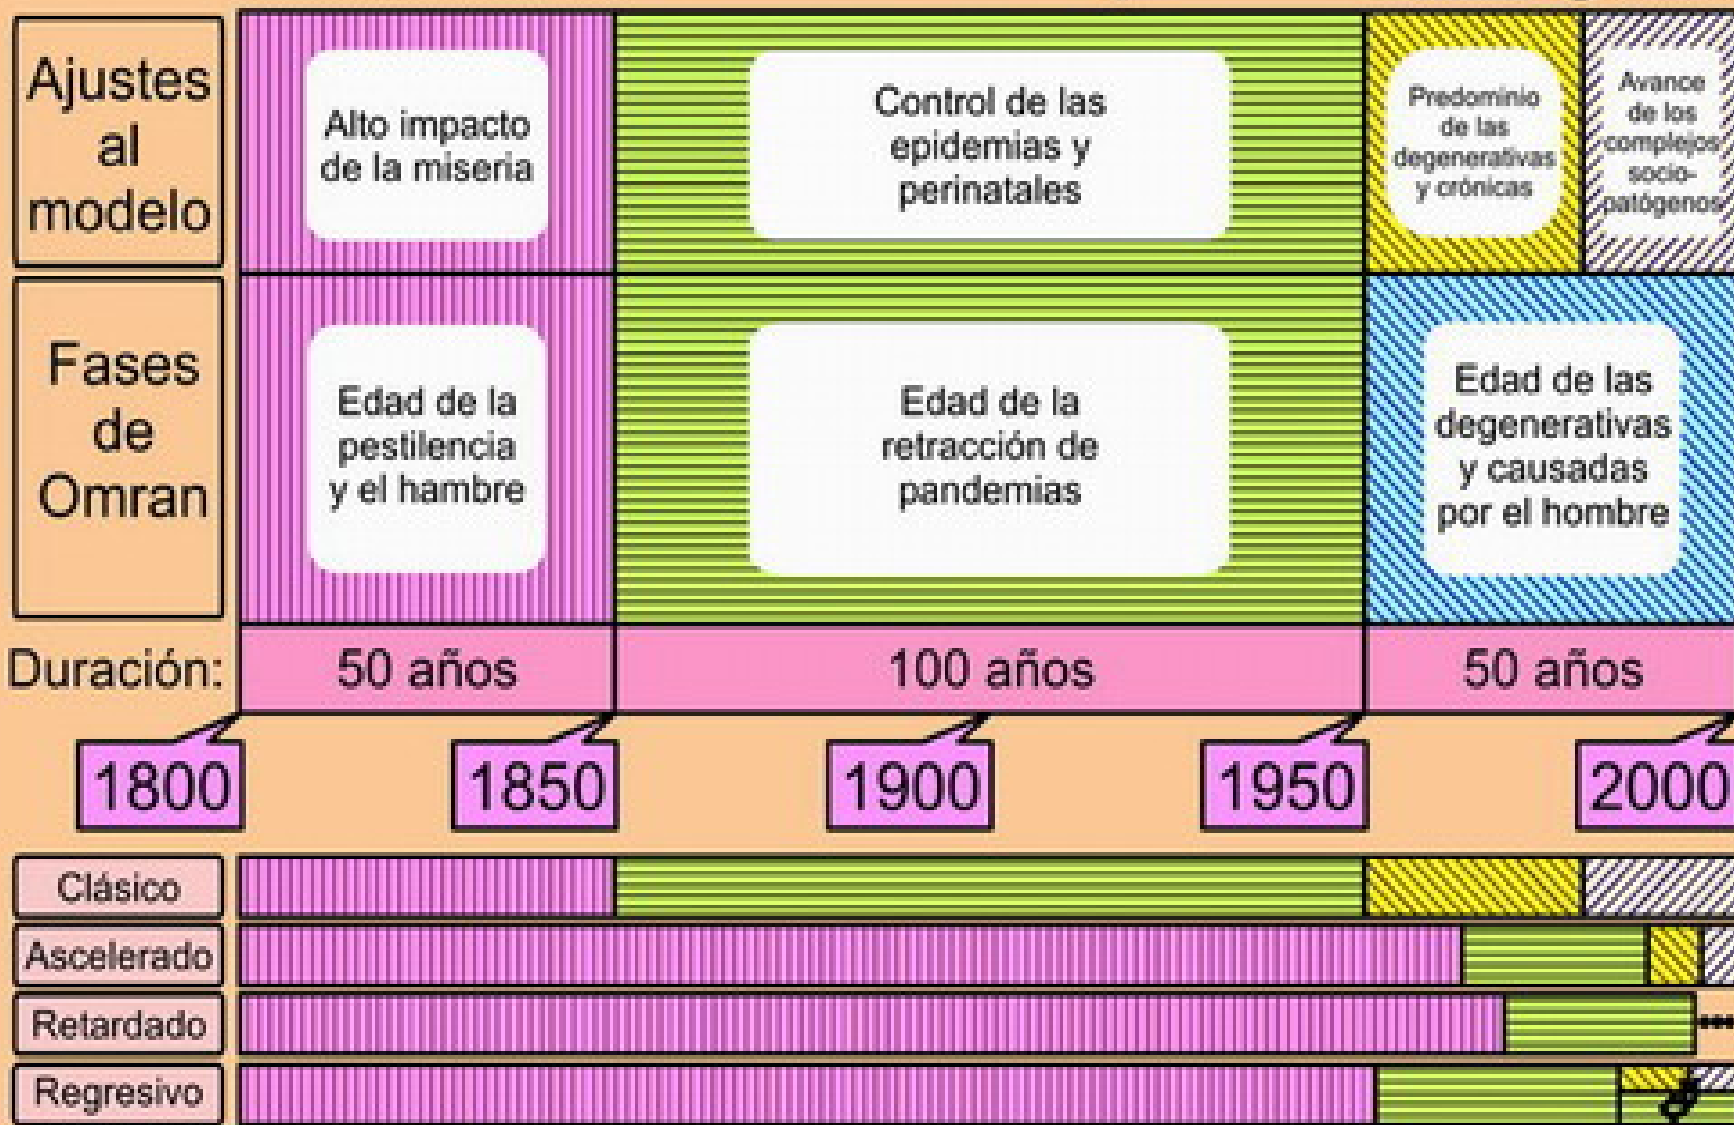 Ajustes
al
modelo
Alto impacto
de la miseria
Control de las
epidemias y
perinatales
Predominio
de las
degenerativas
y crónicas
Avance
de los
complejos
socio-
patógenos
Fases
de
Omran
Edad de la
pestilencia
y el hambre
Edad de la
retracción de
pandemias
Edad de las
degenerativas
y causadas
por el hombre
Duración:
50 años
100 años
50 años
1800
1850
1900
1950
2000
Clásico
Ascelerado
Retardado
Regresivo